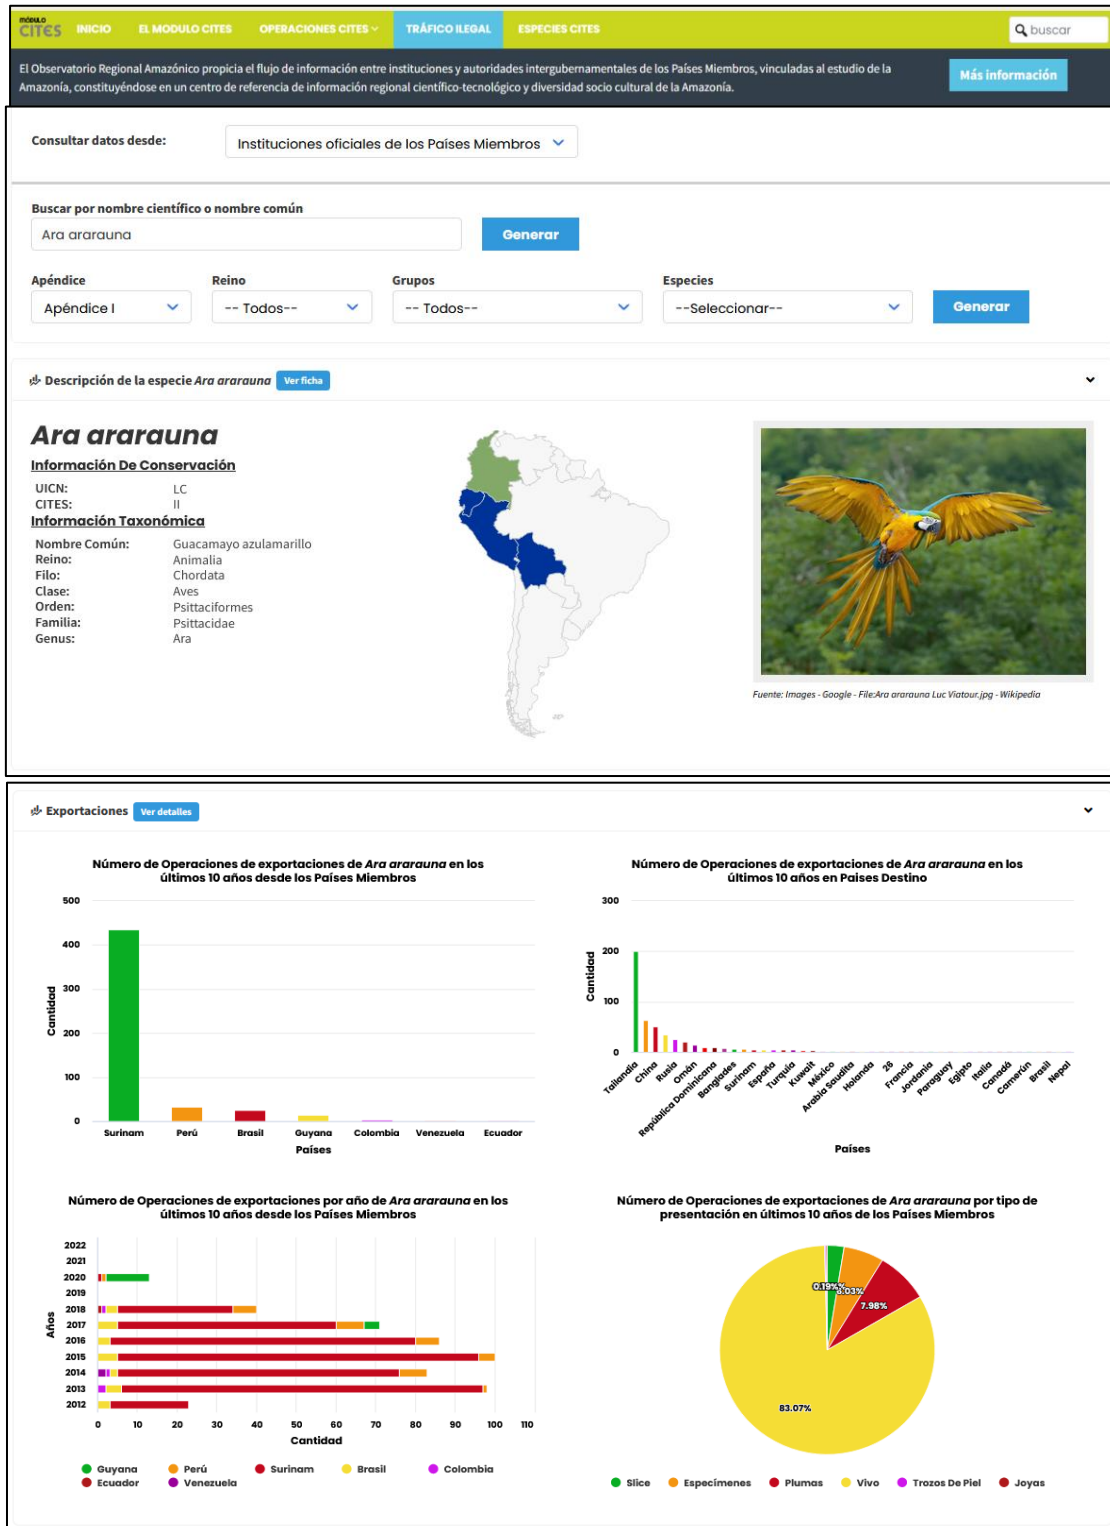 MÓDULO
CITES INICIO EL MODULO CITES OPERACIONES CITES TRÁFICO ILEGAL ESPECIES CITES buscar
El Observatorio Regional Amazónico propicia el flujo de información entre instituciones y autoridades intergubernamentales de los Países Miembros, vinculadas al estudio de la
Amazonía, constituyéndose en un centro de referencia de información regional científico-tecnológico y diversidad socio cultural de la Amazonía.
Más información
Consultar datos desde: Instituciones oficiales de los Países Miembros
Buscar por nombre científico o nombre común
Ara ararauna Generar
Apéndice Reino Grupos Especies
Apéndice I -- Todos-- -- Todos-- --Seleccionar-- Generar
Descripción de la especie Ara ararauna Ver ficha
Ara ararauna
Información De Conservación
UICN: LC
CITES: II
Información Taxonómica
Nombre Común: Guacamayo azulamarillo
Reino: Animalia
Filo: Chordata
Clase: Aves
Orden: Psittaciformes
Familia: Psittacidae
Genus: Ara
Fuente: Images - Google - File:Ara ararauna Luc Viatour.jpg - Wikipedia
Exportaciones Ver detalles
Número de Operaciones de exportaciones de Ara ararauna en los
últimos 10 años desde los Países Miembros
500
400
300
200
100
0
Cantidad
Surinam Perú Brasil Guyana Colombia Venezuela Ecuador
Países
Número de Operaciones de exportaciones de Ara ararauna en los
últimos 10 años en Paises Destino
300
200
100
0
Cantidad
Tailandia China Rusia Omán República Dominicana Banglades Surinam España Turquía Kuwait México Arabia Saudita Holanda 26 Francia Jordania Paraguay Egipto Italia Canadá Camerún Brasil Nepal
Países
Número de Operaciones de exportaciones por año de Ara ararauna en los
últimos 10 años desde los Países Miembros
2022
2021
2020
2019
2018
2017
2016
2015
2014
2013
2012
Años
0 10 20 30 40 50 60 70 80 90 100 110
Cantidad
Guyana Perú Surinam Brasil Colombia
Ecuador Venezuela
Número de Operaciones de exportaciones de Ara ararauna por tipo de
presentación en últimos 10 años de los Países Miembros
0.19%
7.98%
83.07%
Slice Especímenes Plumas Vivo Trozos De Piel Joyas